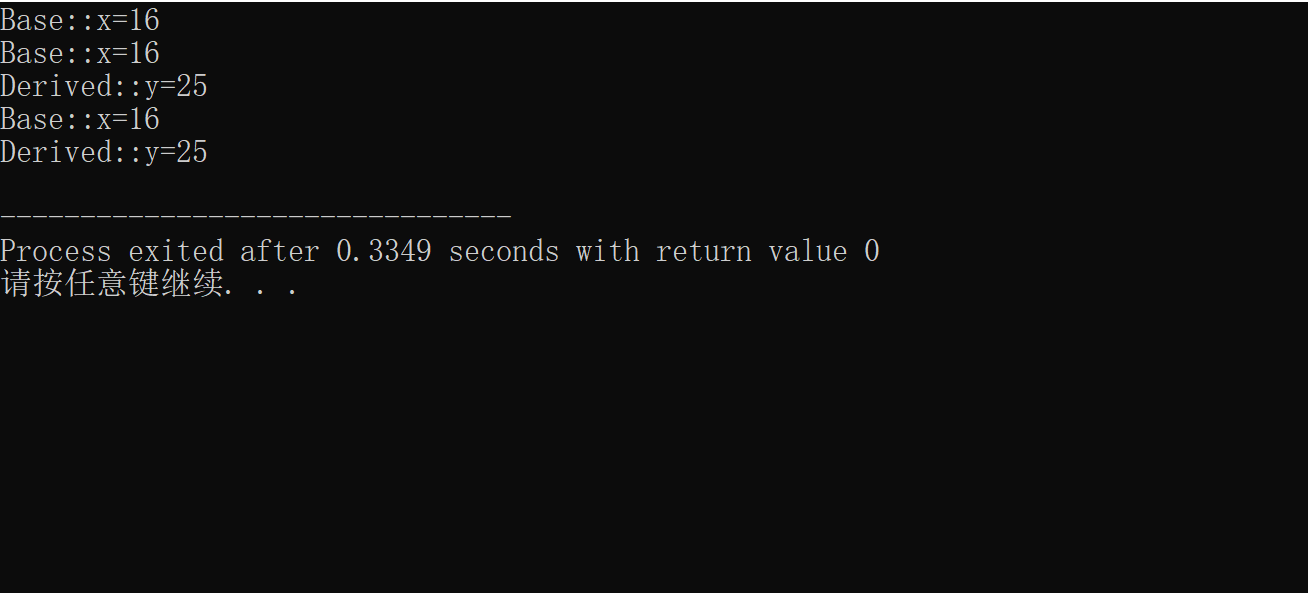 Base::x=16
Base::x=16
Derived::y=25
Base::x=16
Derived::y=25
--------------------------------
Process exited after 0.3349 seconds with return value 0
请按任意键继续. . .